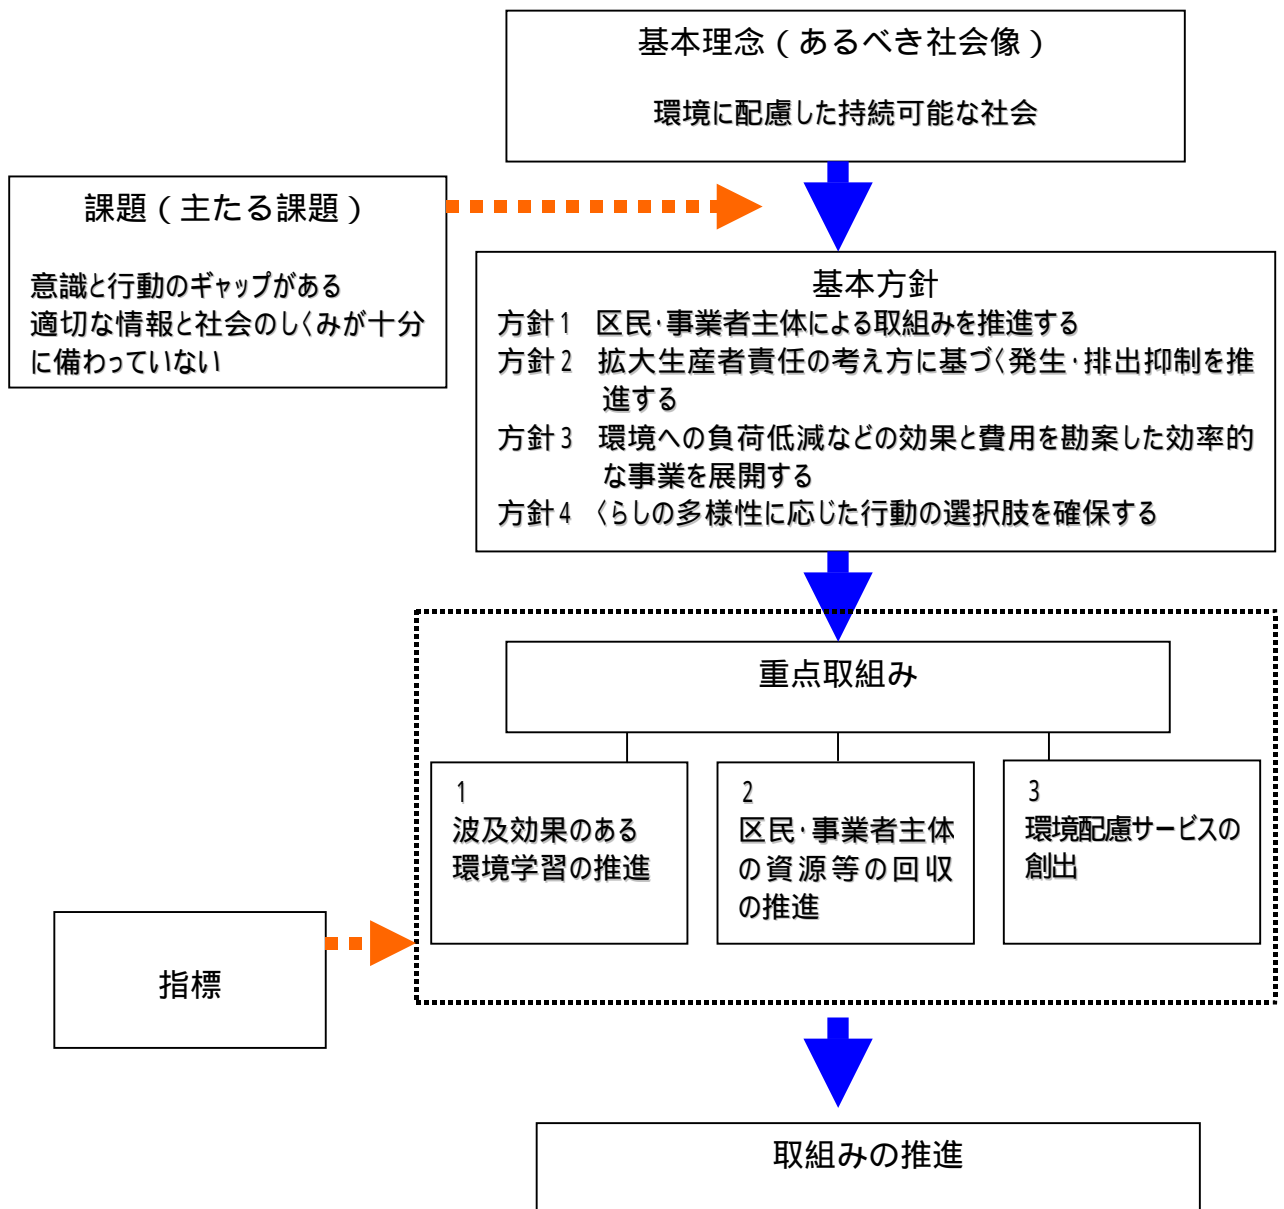 基本理念（あるべき社会像）
環境に配慮した持続可能な社会
課題（主たる課題）
意識と行動のギャップがある
適切な情報と社会のしくみが十分
に備わっていない
基本方針
方針1 区民・事業者主体による取組みを推進する
方針2 拡大生産者責任の考え方に基づく発生・排出抑制を推
進する
方針3 環境への負荷低減などの効果と費用を勘案した効率的
な事業を展開する
方針4 くらしの多様性に応じた行動の選択肢を確保する
重点取組み
1
波及効果のある
環境学習の推進
2
区民・事業者主体
の資源等の回収
の推進
3
環境配慮サービスの
創出
指標
取組みの推進